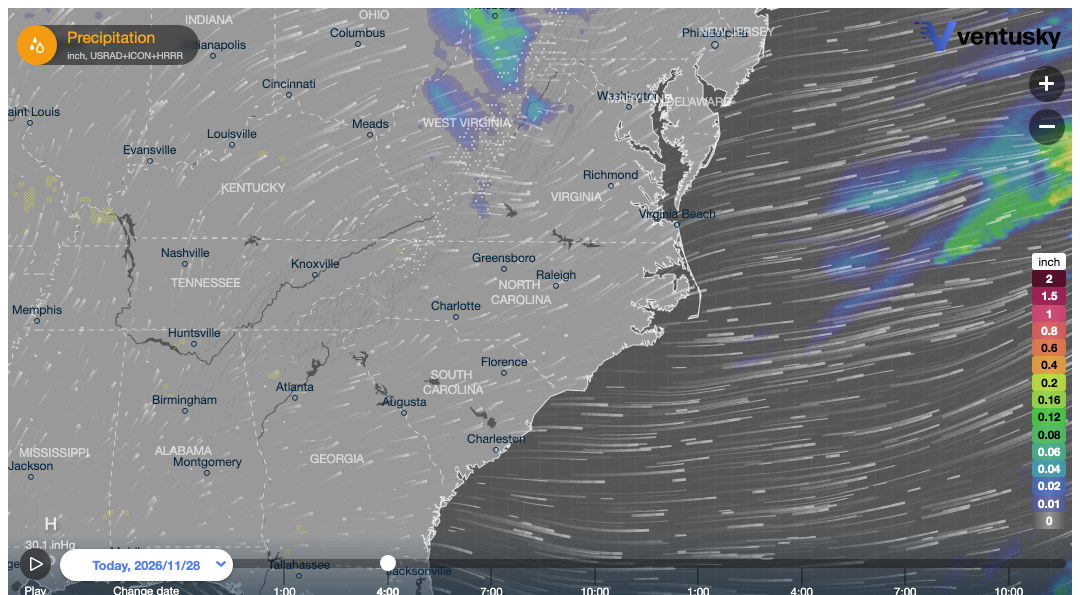 INDIANA
OHIO
Precipitation
inch, USRAD+ICON+HRRR
ianapolis
Columbus
Philadelphia
NEW JERSEY
ventusky
+
−
Cincinnati
Washington
DELAWARE
aint Louis
Meads
WEST VIRGINIA
Louisville
Evansville
Richmond
KENTUCKY
VIRGINIA
Virginia Beach
Nashville
Knoxville
Greensboro
Raleigh
TENNESSEE
NORTH
CAROLINA
inch
2
1.5
1
0.8
0.6
0.4
0.2
0.16
0.12
0.08
0.06
0.04
0.02
0.01
0
Memphis
Charlotte
Huntsville
Florence
SOUTH
CAROLINA
Atlanta
Birmingham
Augusta
Charleston
MISSISSIPPI
ALABAMA
GEORGIA
Jackson
Montgomery
H
30.1 inHg
Today, 2026/11/28
Tallahassee
Jacksonville
Play
Change date
1:00
4:00
7:00
10:00
1:00
4:00
7:00
10:00